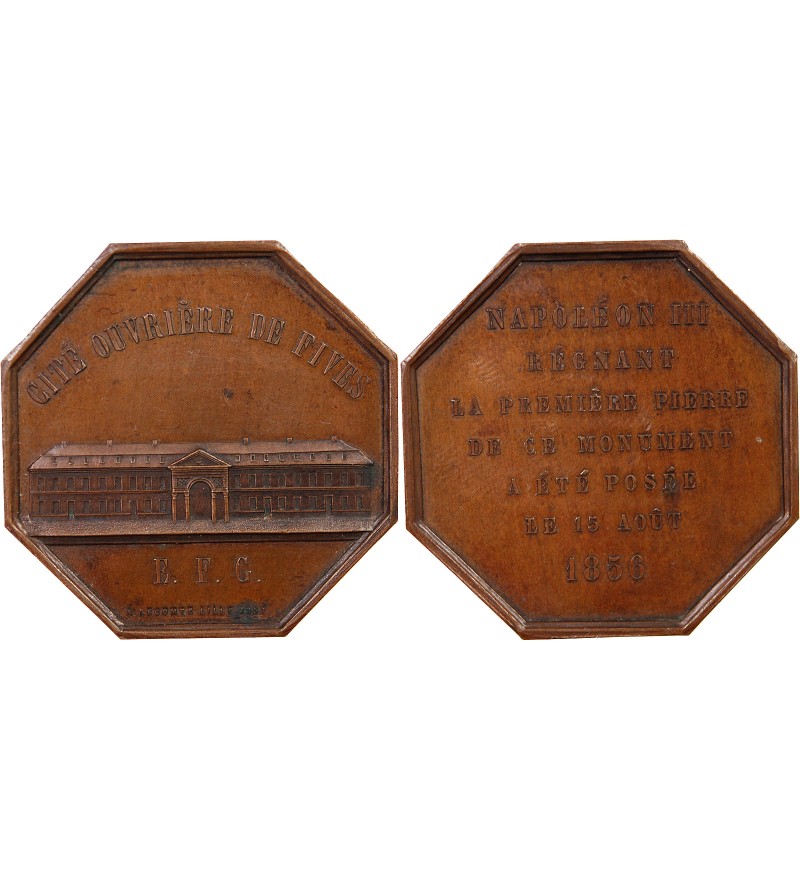 CITÉ OUVRIÈRE DE FIVES
E. F. G.
LILLE
NAPOLÉON III
RÉGNANT
LA PREMIÈRE PIERRE
DE CE MONUMENT
A ÉTÉ POSÉE
LE 15 AOÛT
1856